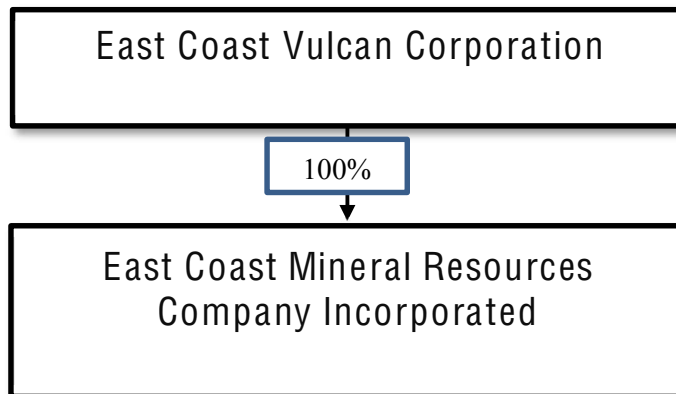 East Coast Vulcan Corporation
100%
East Coast Mineral Resources
Company Incorporated